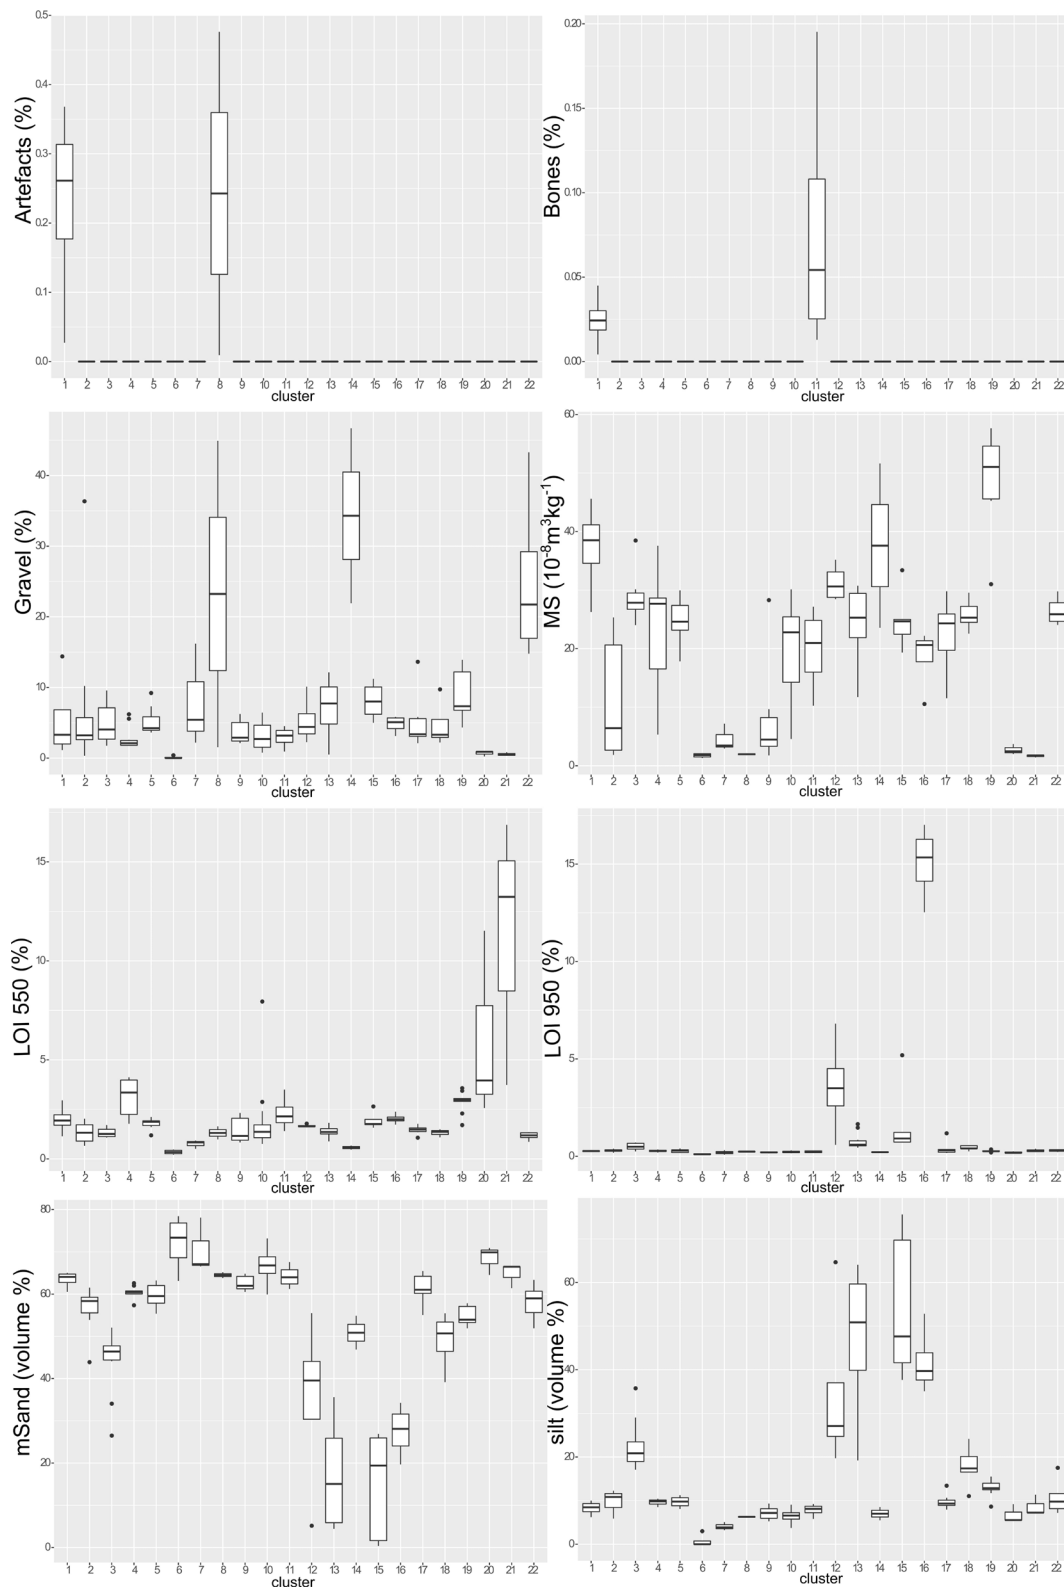 Artefacts (%)
0.5
0.4
0.3
0.2
0.1
0.0
1 2 3 4 5 6 7 8 9 10 11 12 13 14 15 16 17 18 19 20 21 22
cluster
Bones (%)
0.20
0.15
0.10
0.05
0.00
1 2 3 4 5 6 7 8 9 10 11 12 13 14 15 16 17 18 19 20 21 22
cluster
Gravel (%)
40
30
20
10
0
1 2 3 4 5 6 7 8 9 10 11 12 13 14 15 16 17 18 19 20 21 22
cluster
MS (10⁻⁸m³kg⁻¹)
60
40
20
0
1 2 3 4 5 6 7 8 9 10 11 12 13 14 15 16 17 18 19 20 21 22
cluster
LOI 550 (%)
15
10
5
0
1 2 3 4 5 6 7 8 9 10 11 12 13 14 15 16 17 18 19 20 21 22
cluster
LOI 950 (%)
15
10
5
0
1 2 3 4 5 6 7 8 9 10 11 12 13 14 15 16 17 18 19 20 21 22
cluster
mSand (volume %)
80
60
40
20
0
1 2 3 4 5 6 7 8 9 10 11 12 13 14 15 16 17 18 19 20 21 22
cluster
silt (volume %)
60
40
20
0
1 2 3 4 5 6 7 8 9 10 11 12 13 14 15 16 17 18 19 20 21 22
cluster